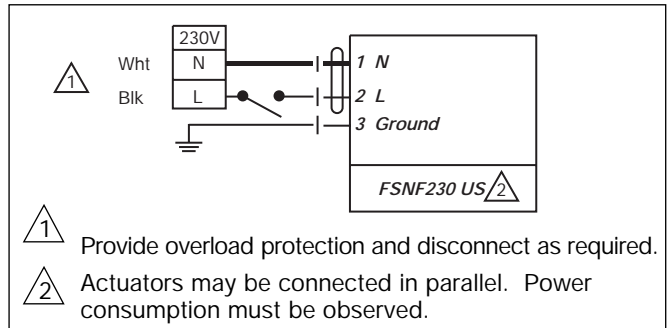 230V
Wht N 1 N
1
Blk L 2 L
3 Ground
FSNF230 US 2
1 Provide overload protection and disconnect as required.
2 Actuators may be connected in parallel. Power
consumption must be observed.